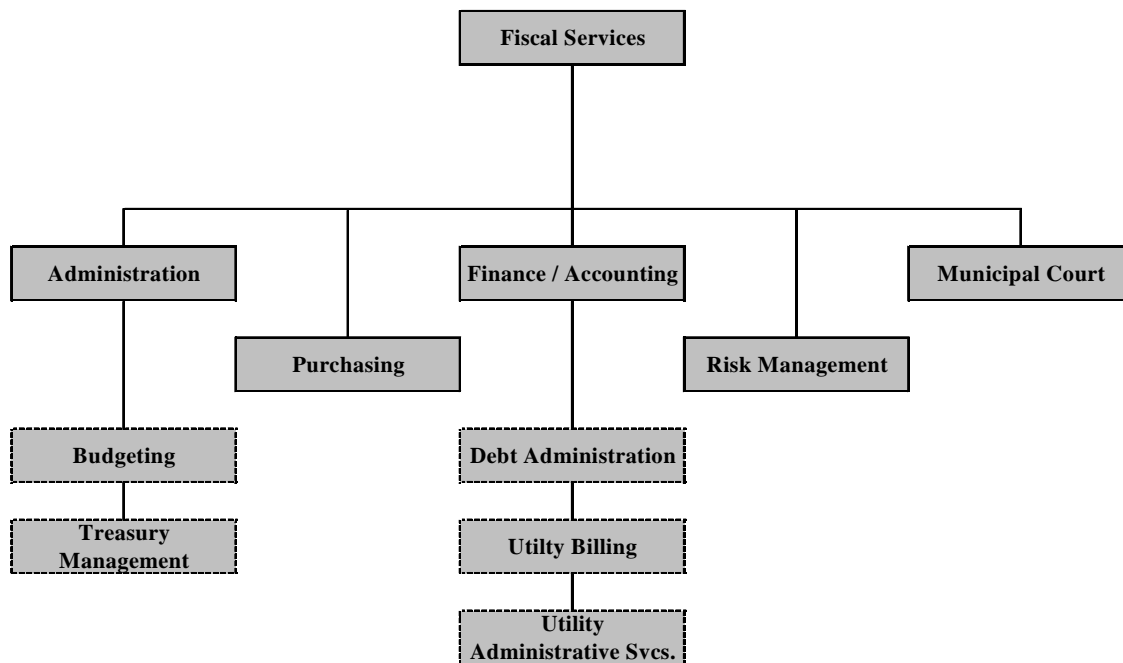 Fiscal Services
Administration
Finance / Accounting
Municipal Court
Purchasing
Risk Management
Budgeting
Debt Administration
Treasury
Management
Utilty Billing
Utility
Administrative Svcs.